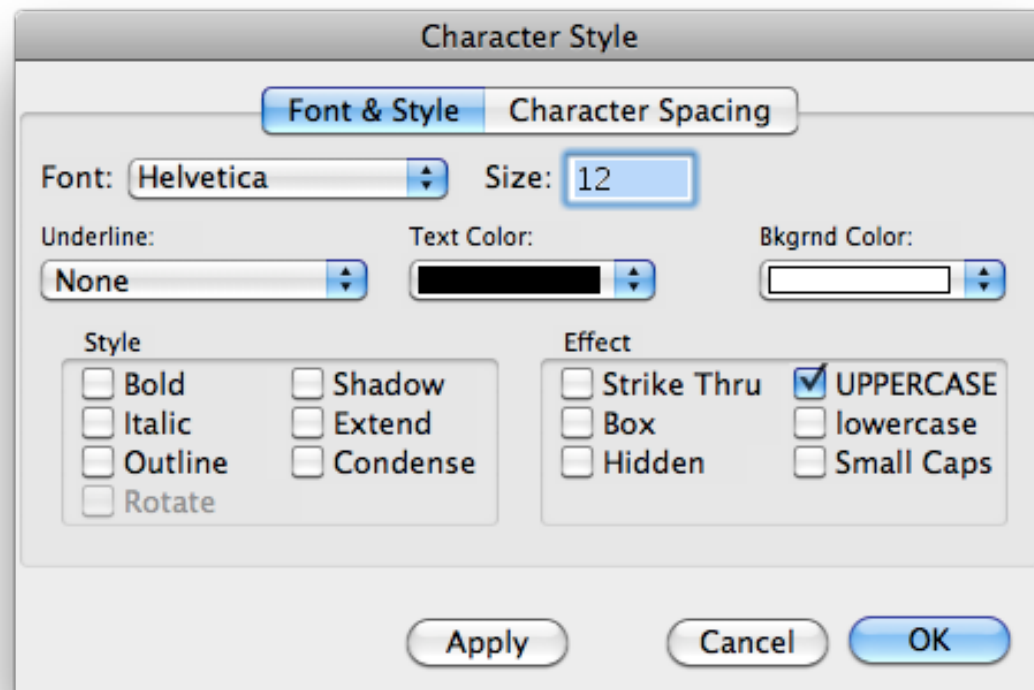 Character Style
Font & Style Character Spacing
Font: Helvetica Size: 12
Underline: Text Color: Bkgrnd Color:
None
Style Effect
Bold Shadow Strike Thru UPPERCASE
Italic Extend Box lowercase
Outline Condense Hidden Small Caps
Rotate
Apply Cancel OK